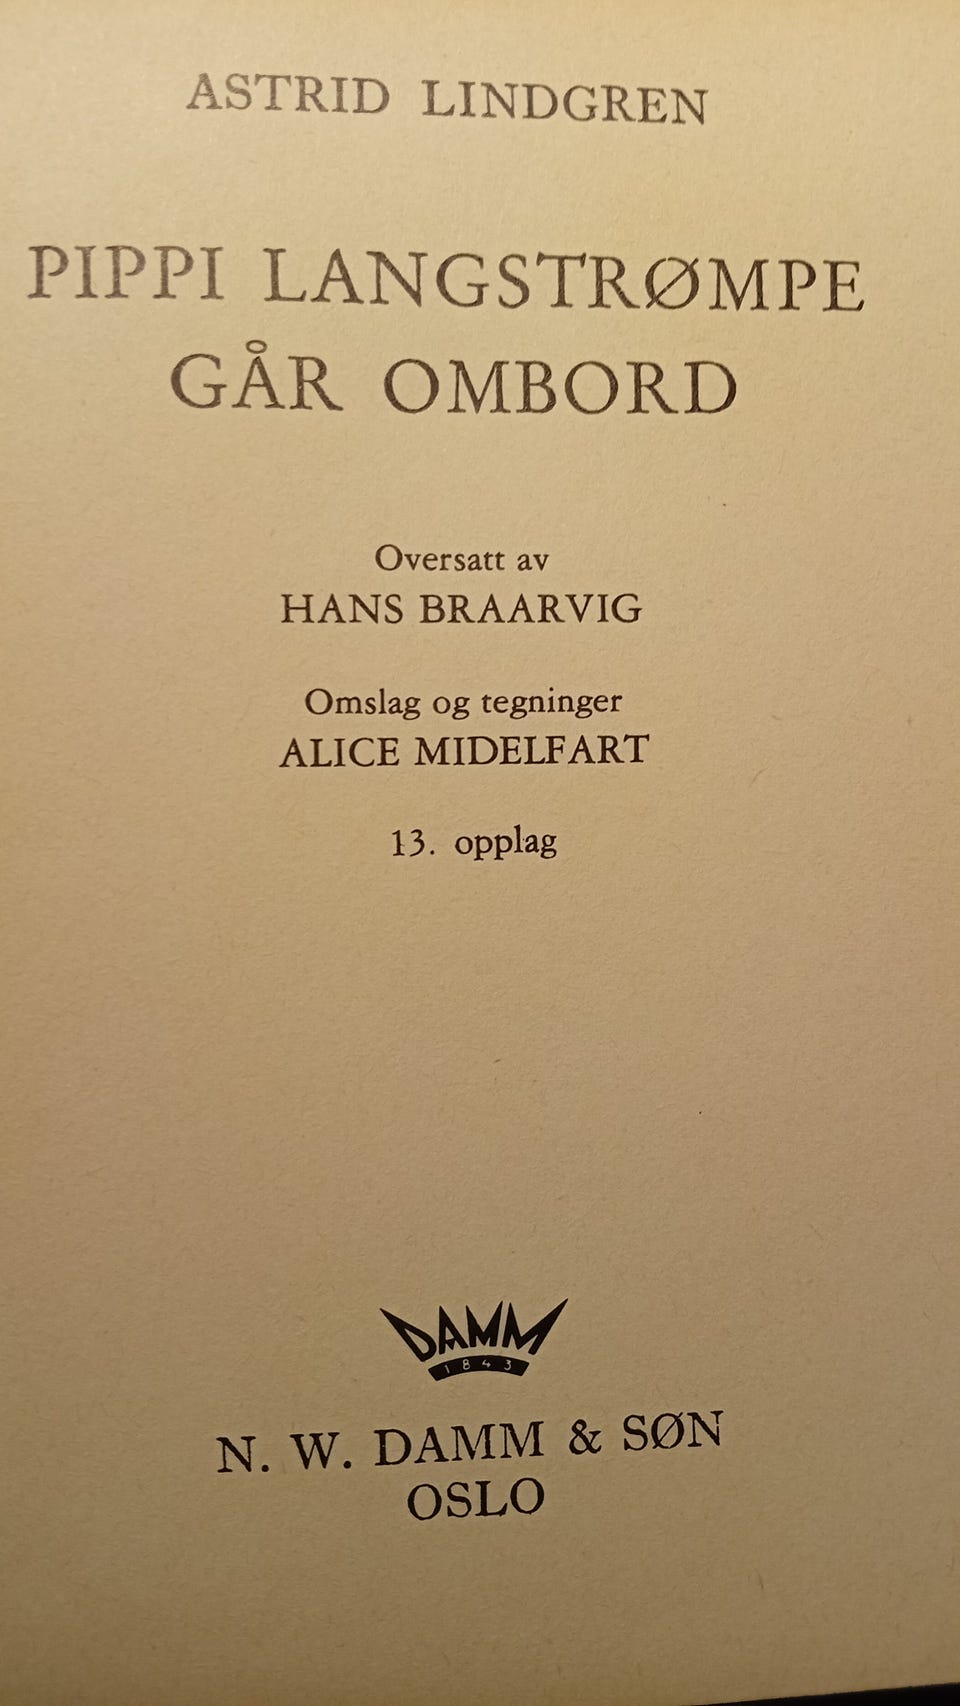 ASTRID LINDGREN
PIPPI LANGSTRØMPE
GÅR OMBORD
Oversatt av
HANS BRAARVIG
Omslag og tegninger
ALICE MIDELFART
13. opplag
DAMM
1843
N. W. DAMM & SØN
OSLO